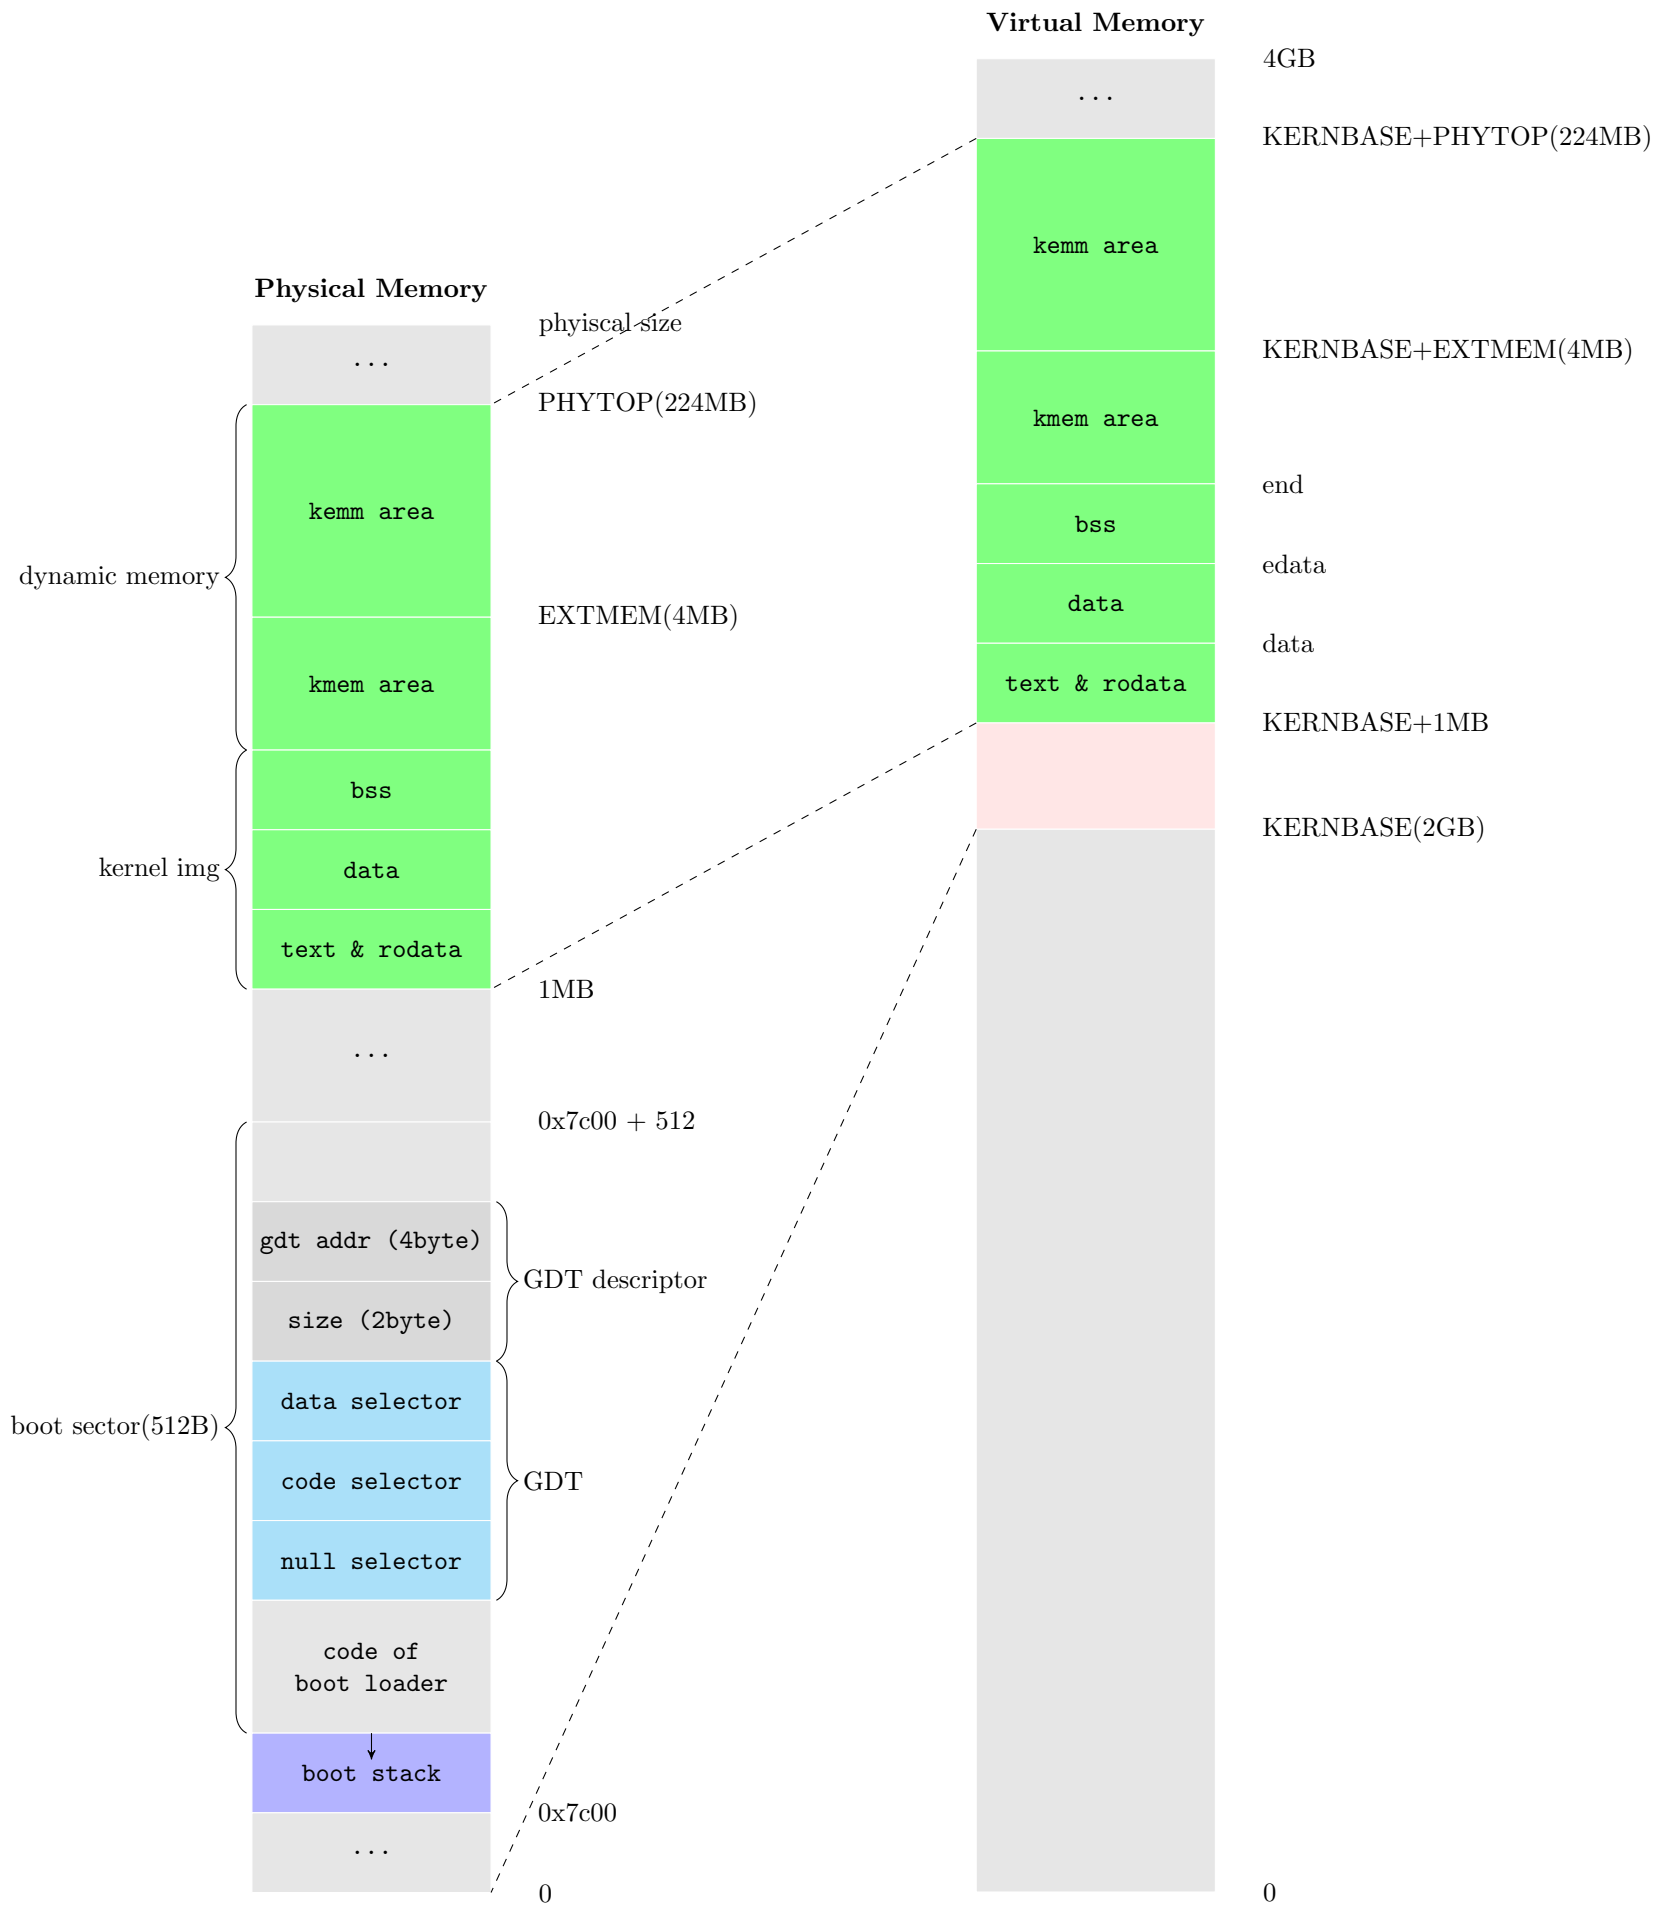 Virtual Memory
4GB
...
KERNBASE+PHYTOP(224MB)
kemm area
KERNBASE+EXTMEM(4MB)
kmem area
end
bss
edata
data
data
text & rodata
KERNBASE+1MB
KERNBASE(2GB)
0
Physical Memory
phyiscal size
...
PHYTOP(224MB)
kemm area
dynamic memory
EXTMEM(4MB)
kmem area
bss
kernel img
data
text & rodata
1MB
...
0x7c00 + 512
gdt addr (4byte)
GDT descriptor
size (2byte)
data selector
boot sector(512B)
code selector
GDT
null selector
code of
boot loader
boot stack
0x7c00
...
0